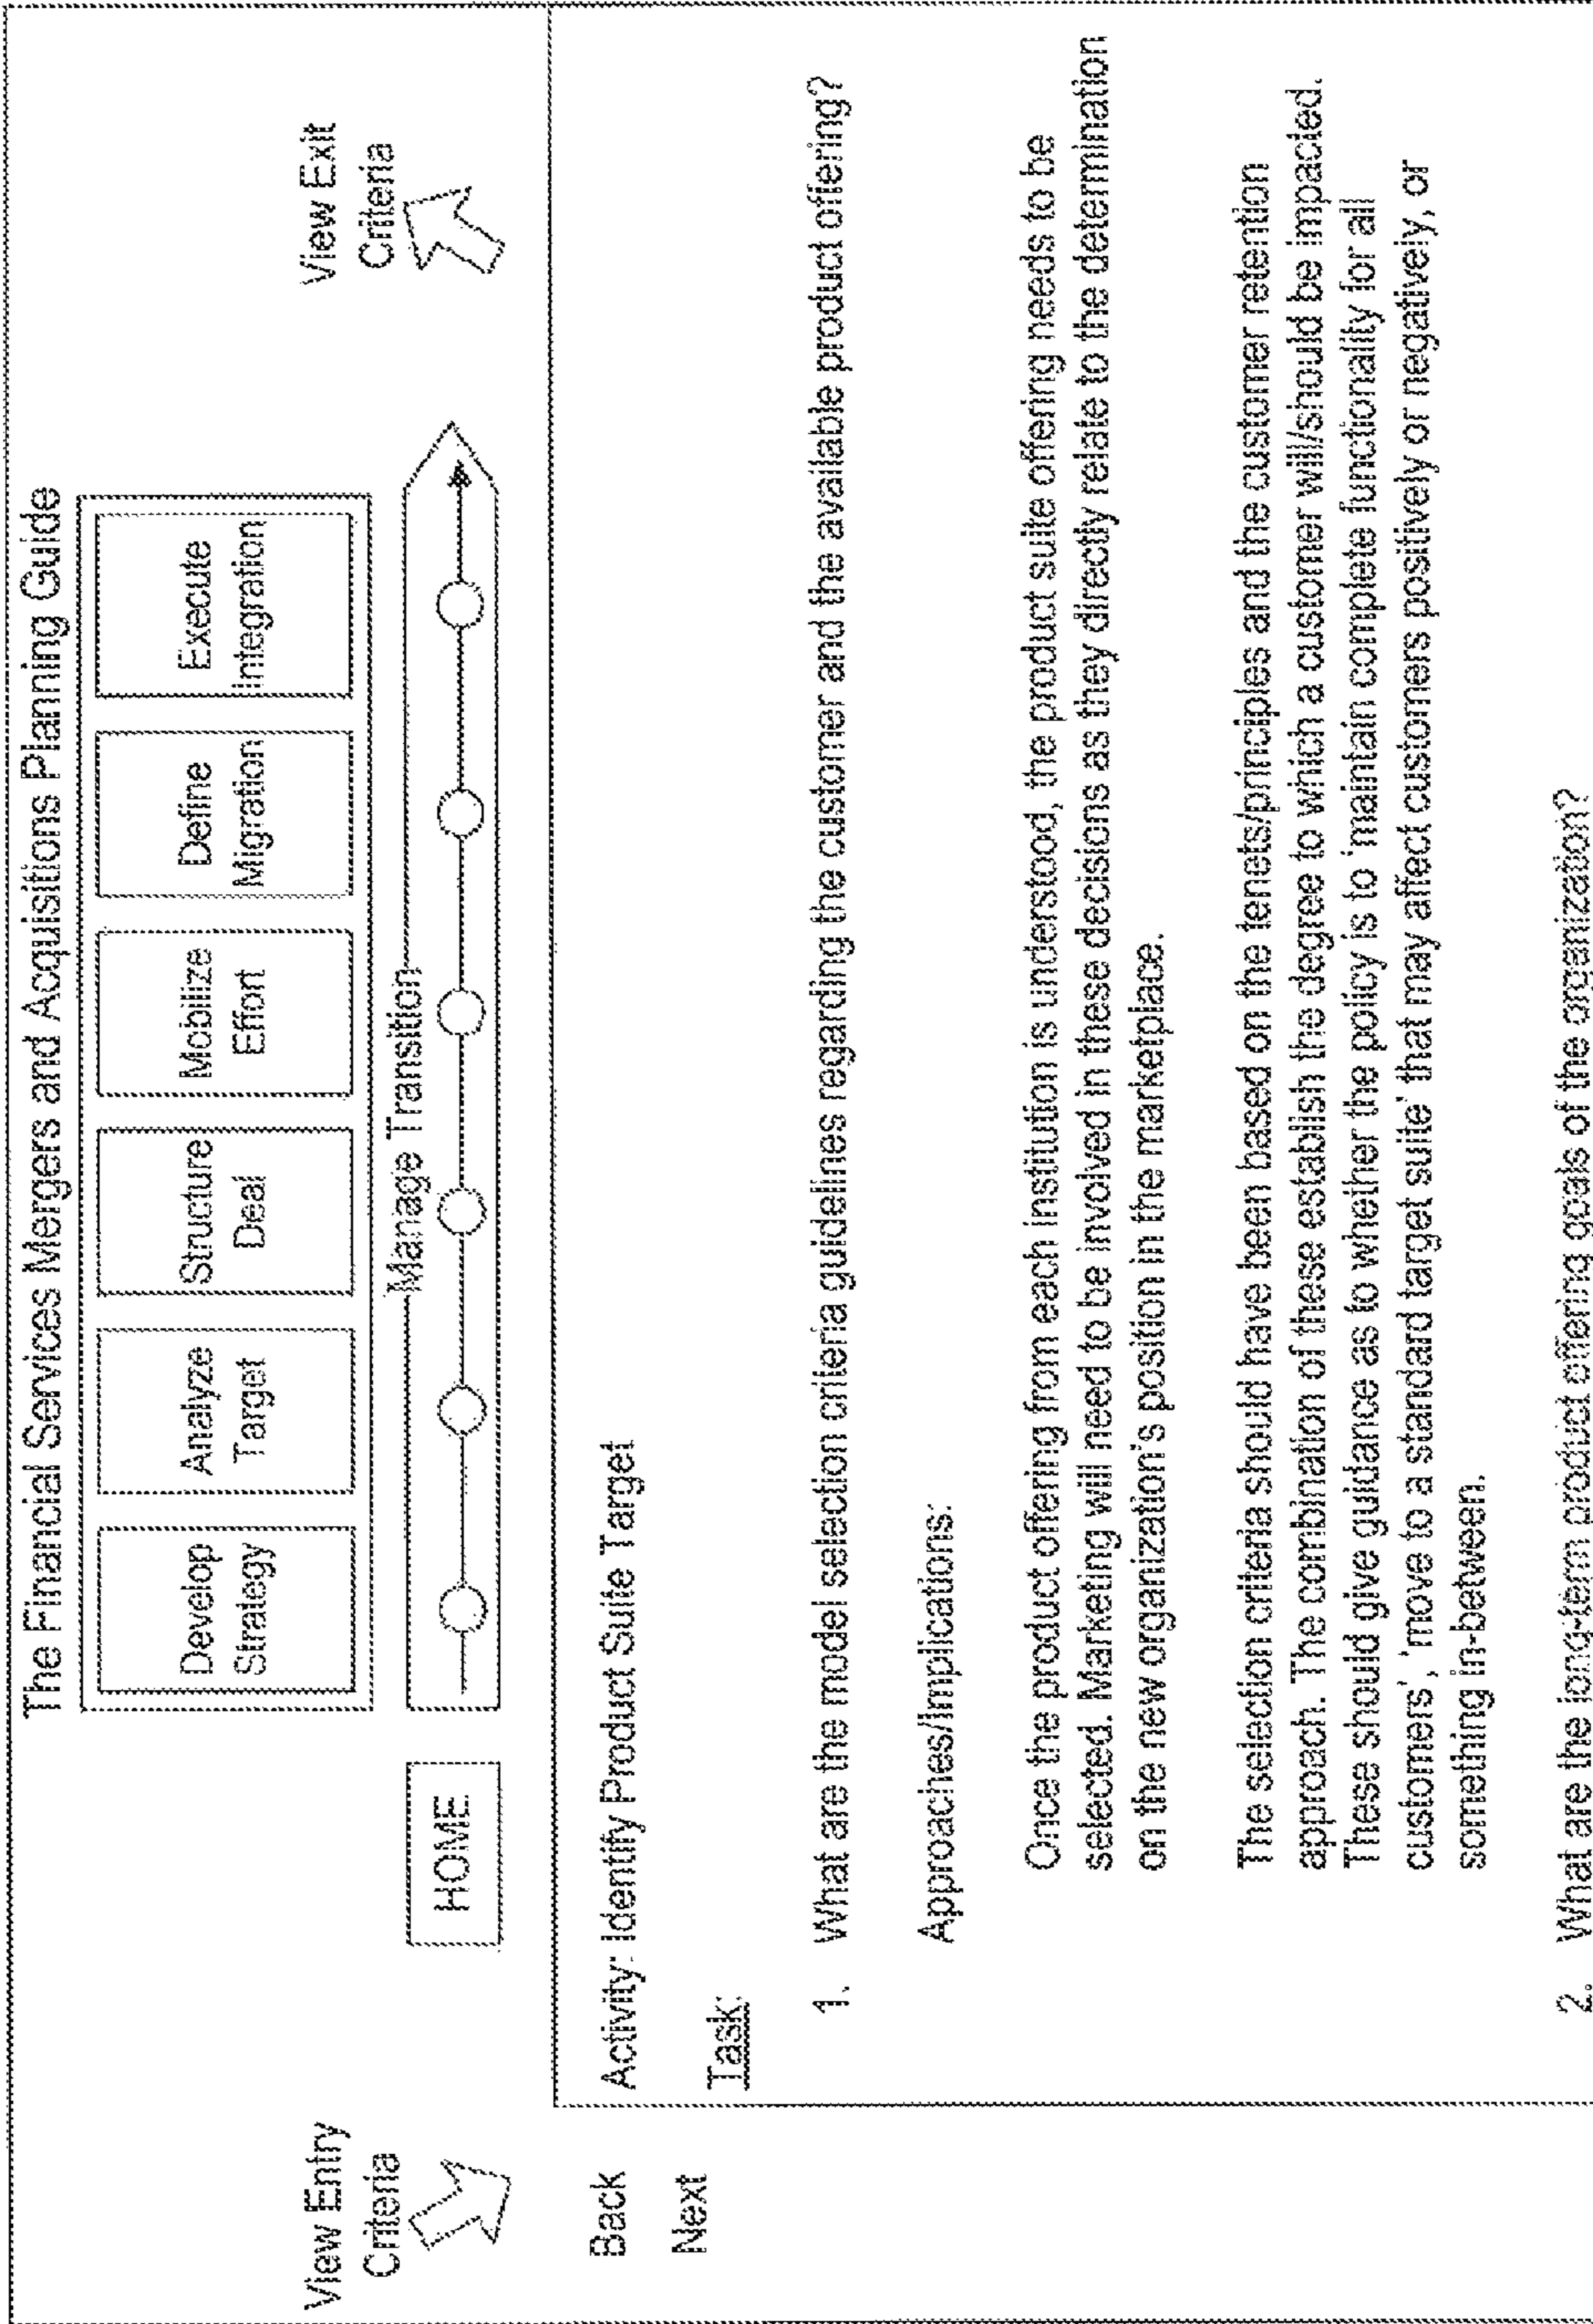 The Financial Services Mergers and Acquisitions Planning Guide
View Entry
Criteria
Develop
Strategy
Analyze
Target
Structure
Deal
Mobilize
Effort
Define
Migration
Execute
Integration
View Exit
Criteria
HOME
Manage Transition
Back
Next
Activity: Identify Product Suite Target
Task:
1. What are the model selection criteria guidelines regarding the customer and the available product offering?
Approaches/Implications:
Once the product offering from each institution is understood, the product suite offering needs to be
selected. Marketing will need to be involved in these decisions as they directly relate to the determination
on the new organization's position in the marketplace.
The selection criteria should have been based on the tenets/principles and the customer retention
approach. The combination of these establish the degree to which a customer will/should be impacted.
These should give guidance as to whether the policy is to 'maintain complete functionality for all
customers', 'move to a standard target suite' that may affect customers positively or negatively, or
something in-between.
2. What are the long-term product offering goals of the organization?